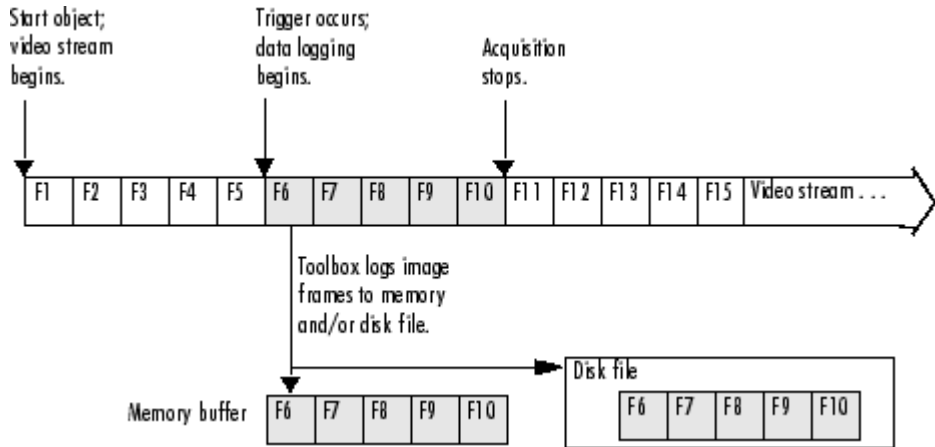 Start object;
video stream
begins.
Trigger occurs;
data logging
begins.
Acquisition
stops.
F1 F2 F3 F4 F5 F6 F7 F8 F9 F10 F11 F12 F13 F14 F15 Video stream . . .
Toolbox logs image
frames to memory
and/or disk file.
Disk file
Memory buffer F6 F7 F8 F9 F10
F6 F7 F8 F9 F10